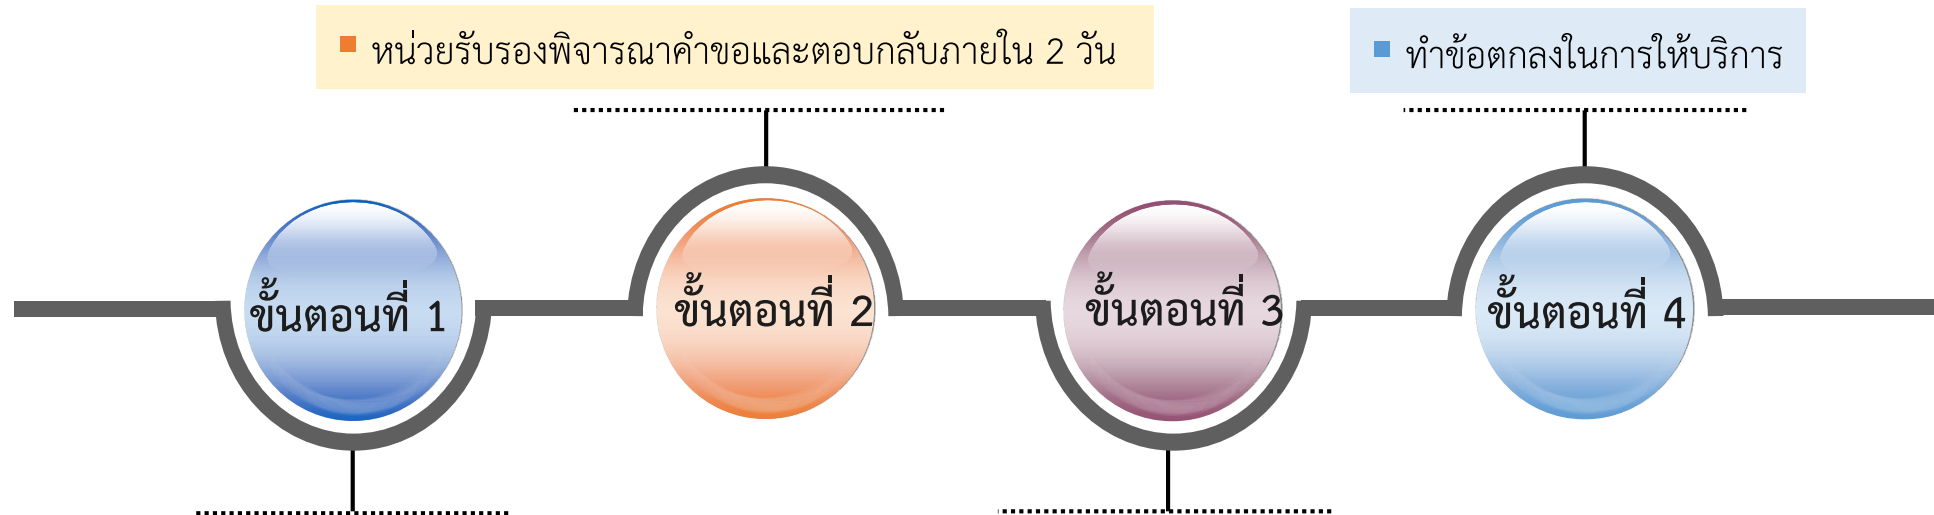 หน่วยรับรองพิจารณาคำขอและตอบกลับภายใน 2 วัน
ทำข้อตกลงในการให้บริการ
ขั้นตอนที่ 1
ขั้นตอนที่ 2
ขั้นตอนที่ 3
ขั้นตอนที่ 4